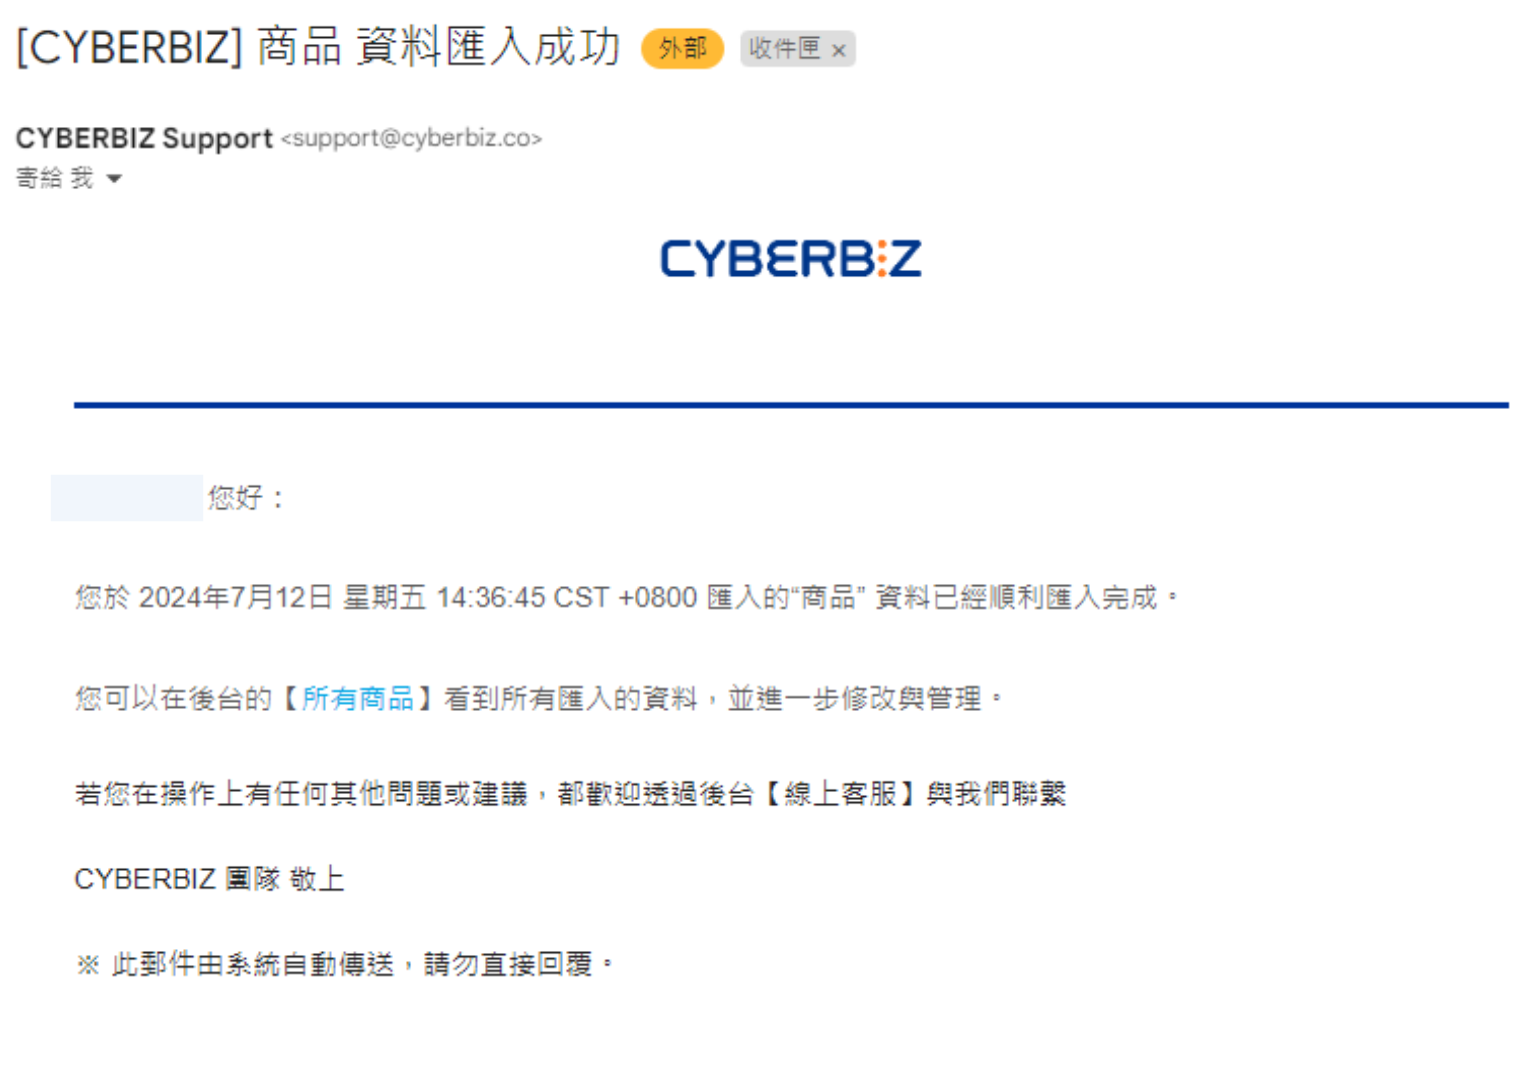 [CYBERBIZ] 商品 資料匯入成功 外部 收件匣 ×
CYBERBIZ Support <support@cyberbiz.co>
寄給 我
CYBERBIZ
您好：
您於 2024年7月12日 星期五 14:36:45 CST +0800 匯入的“商品” 資料已經順利匯入完成。
您可以在後台的【所有商品】看到所有匯入的資料，並進一步修改與管理。
若您在操作上有任何其他問題或建議，都歡迎透過後台【線上客服】與我們聯繫
CYBERBIZ 團隊 敬上
※ 此郵件由系統自動傳送，請勿直接回覆。